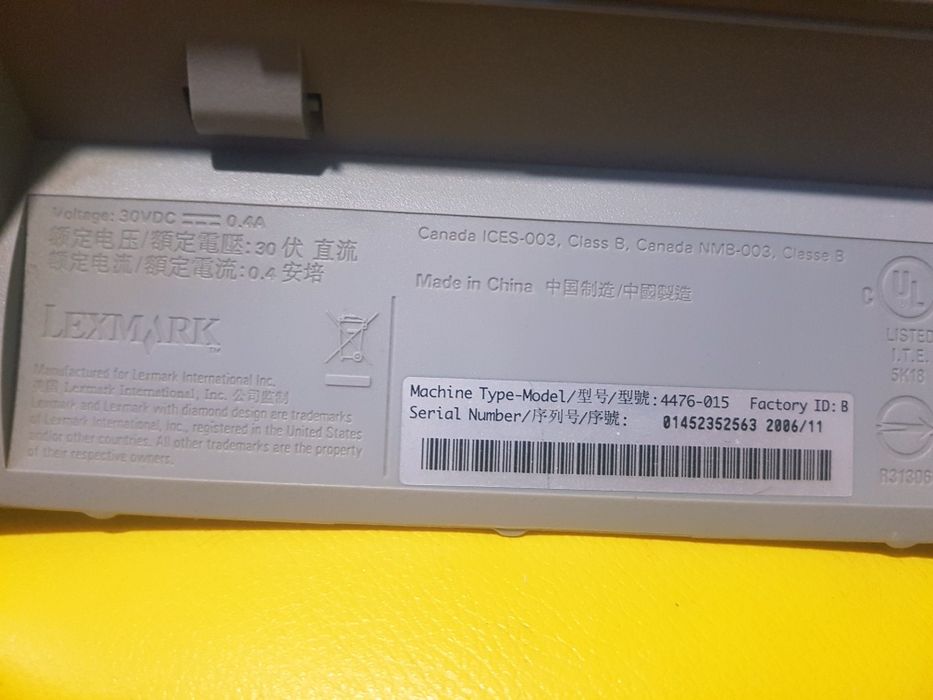 Voltage: 30VDC 0.4A
额定电压/額定電壓:30 伏 直流
额定电流/額定電流:0.4 安培
LEXMARK™
Manufactured for Lexmark International Inc.
美国 Lexmark International, Inc. 公司监制
Lexmark and Lexmark with diamond design are trademarks
of Lexmark International, Inc., registered in the United States
and/or other countries. All other trademarks are the property
of their respective owners.
Canada ICES-003, Class B, Canada NMB-003, Classe B
Made in China 中国制造/中國製造
Machine Type-Model/型号/型號:4476-015 Factory ID: B
Serial Number/序列号/序號: 01452352563 2006/11
C UL
LISTED
I.T.E.
5K18
R31306